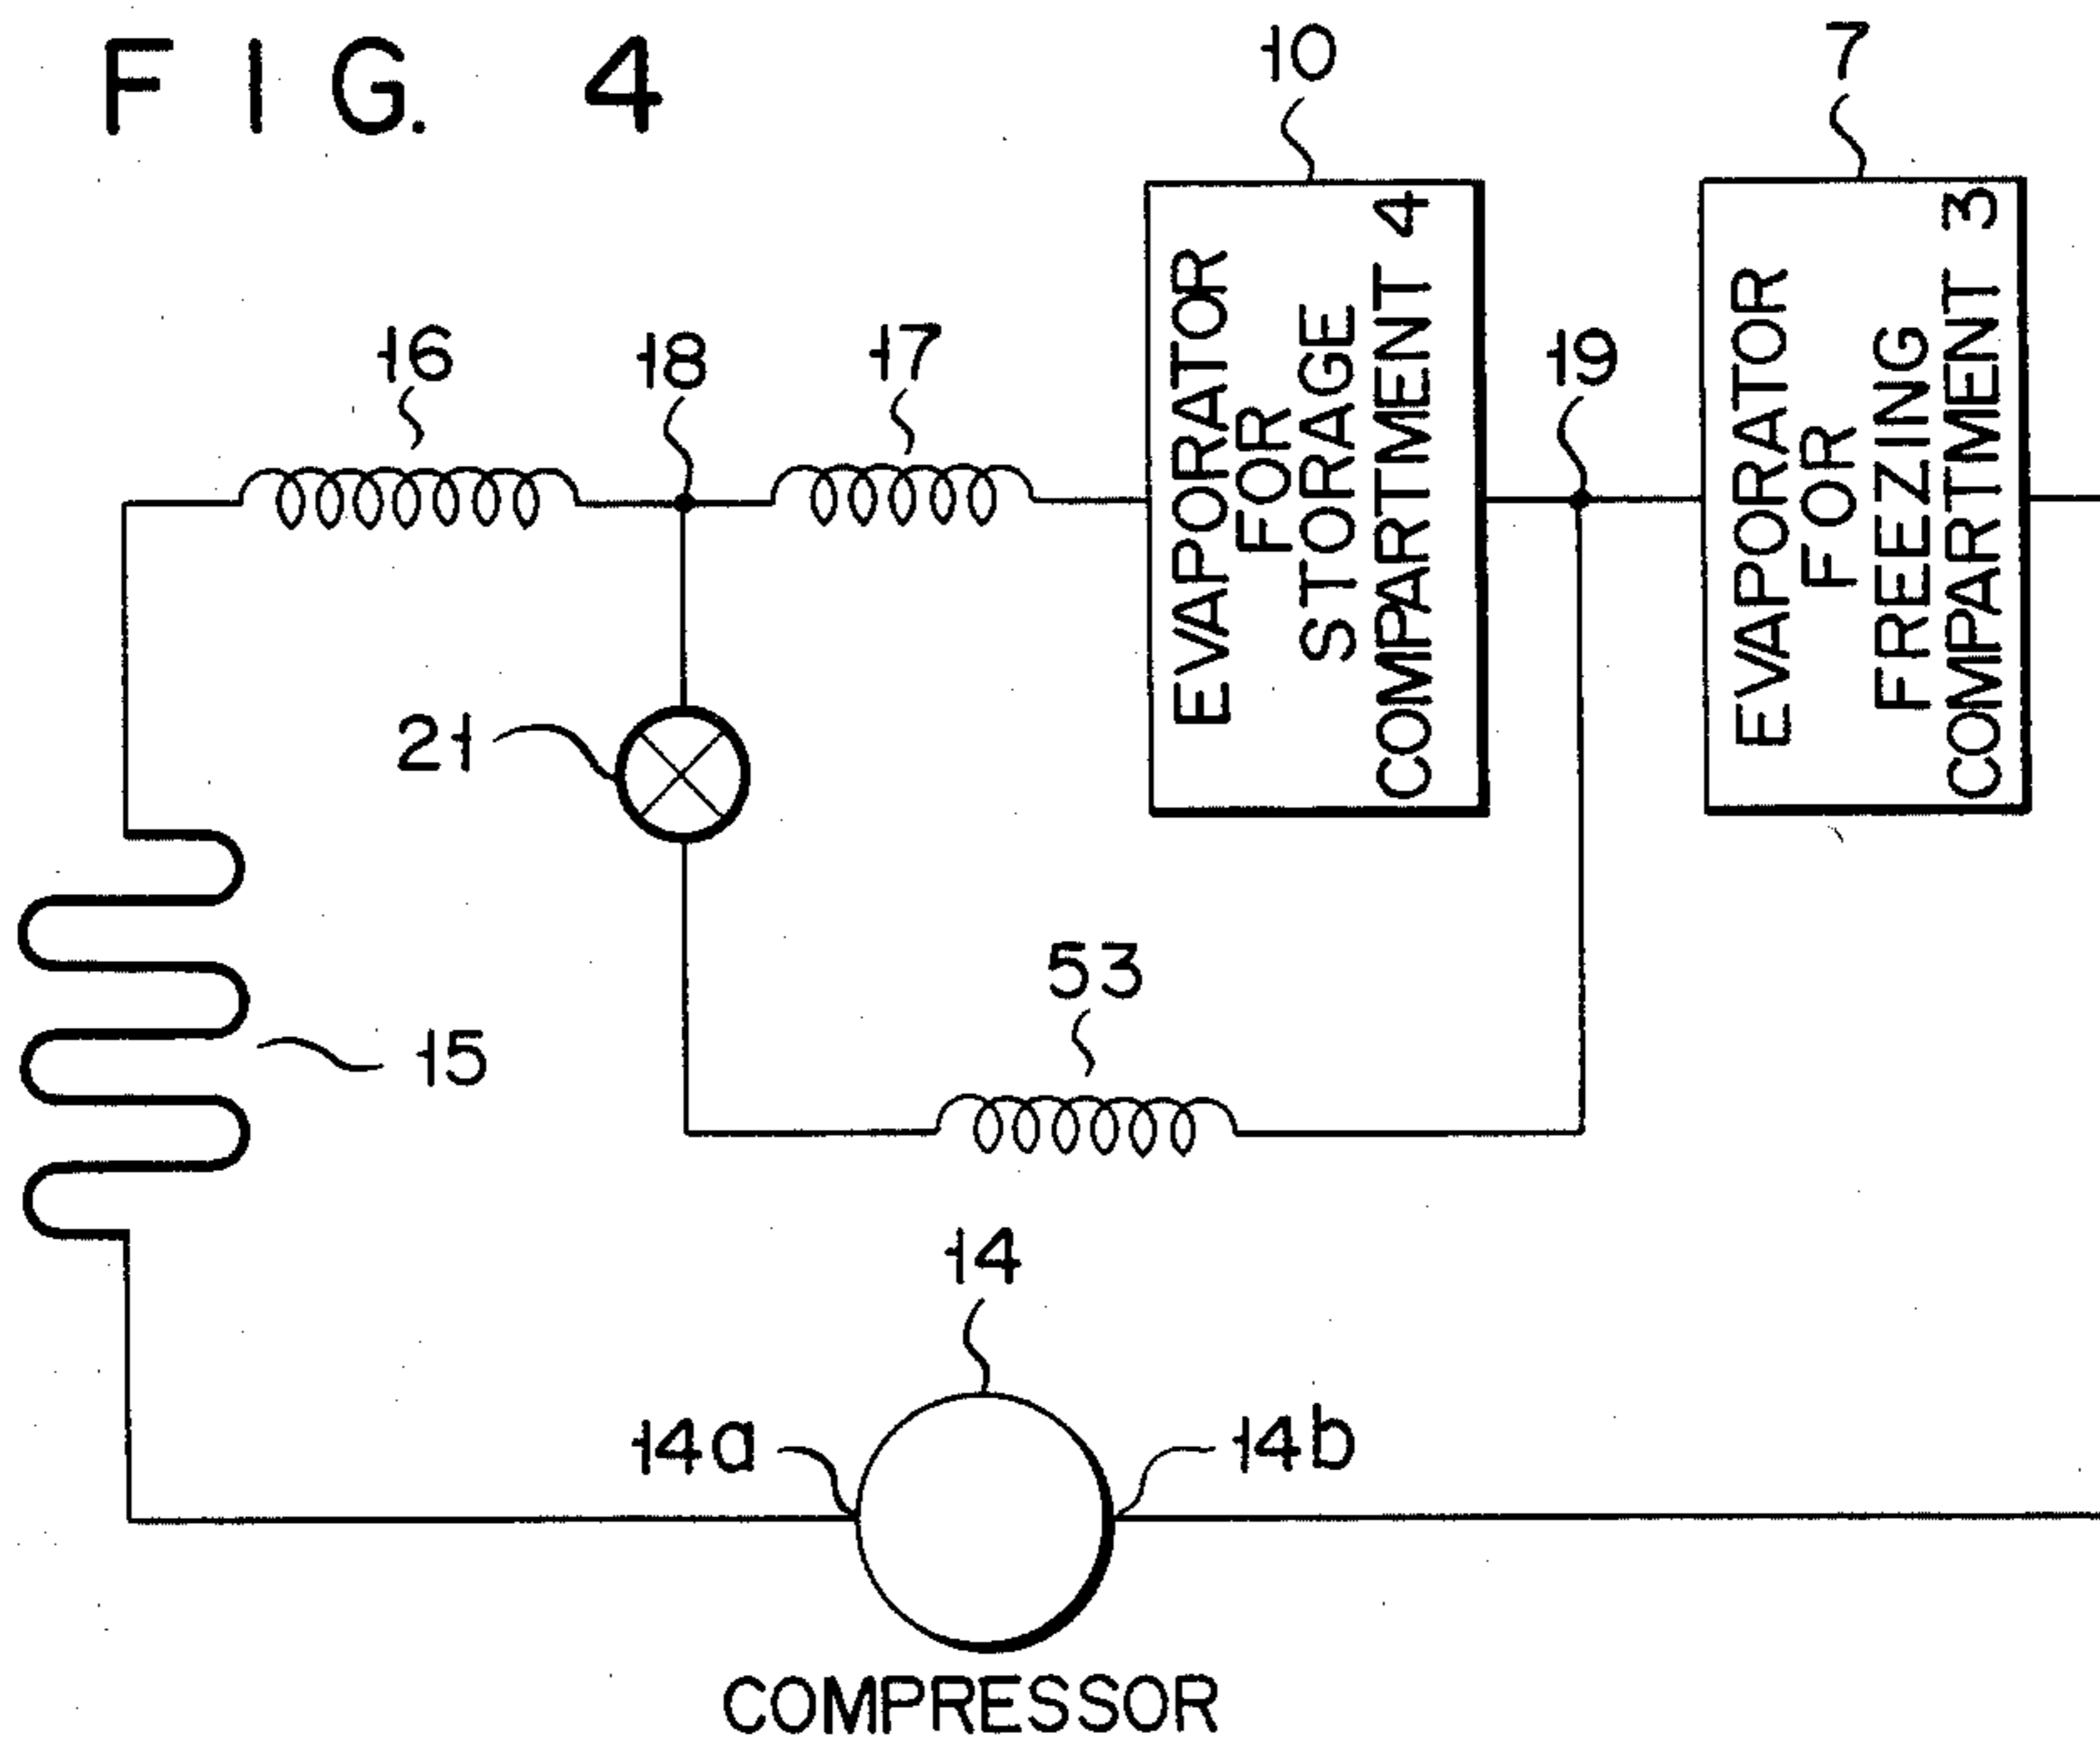 FIG. 4
10
7
16
18
17
19
EVAPORATOR
FOR
STORAGE
COMPARTMENT 4
EVAPORATOR
FOR
FREEZING
COMPARTMENT 3
21
53
15
14
14a
14b
COMPRESSOR